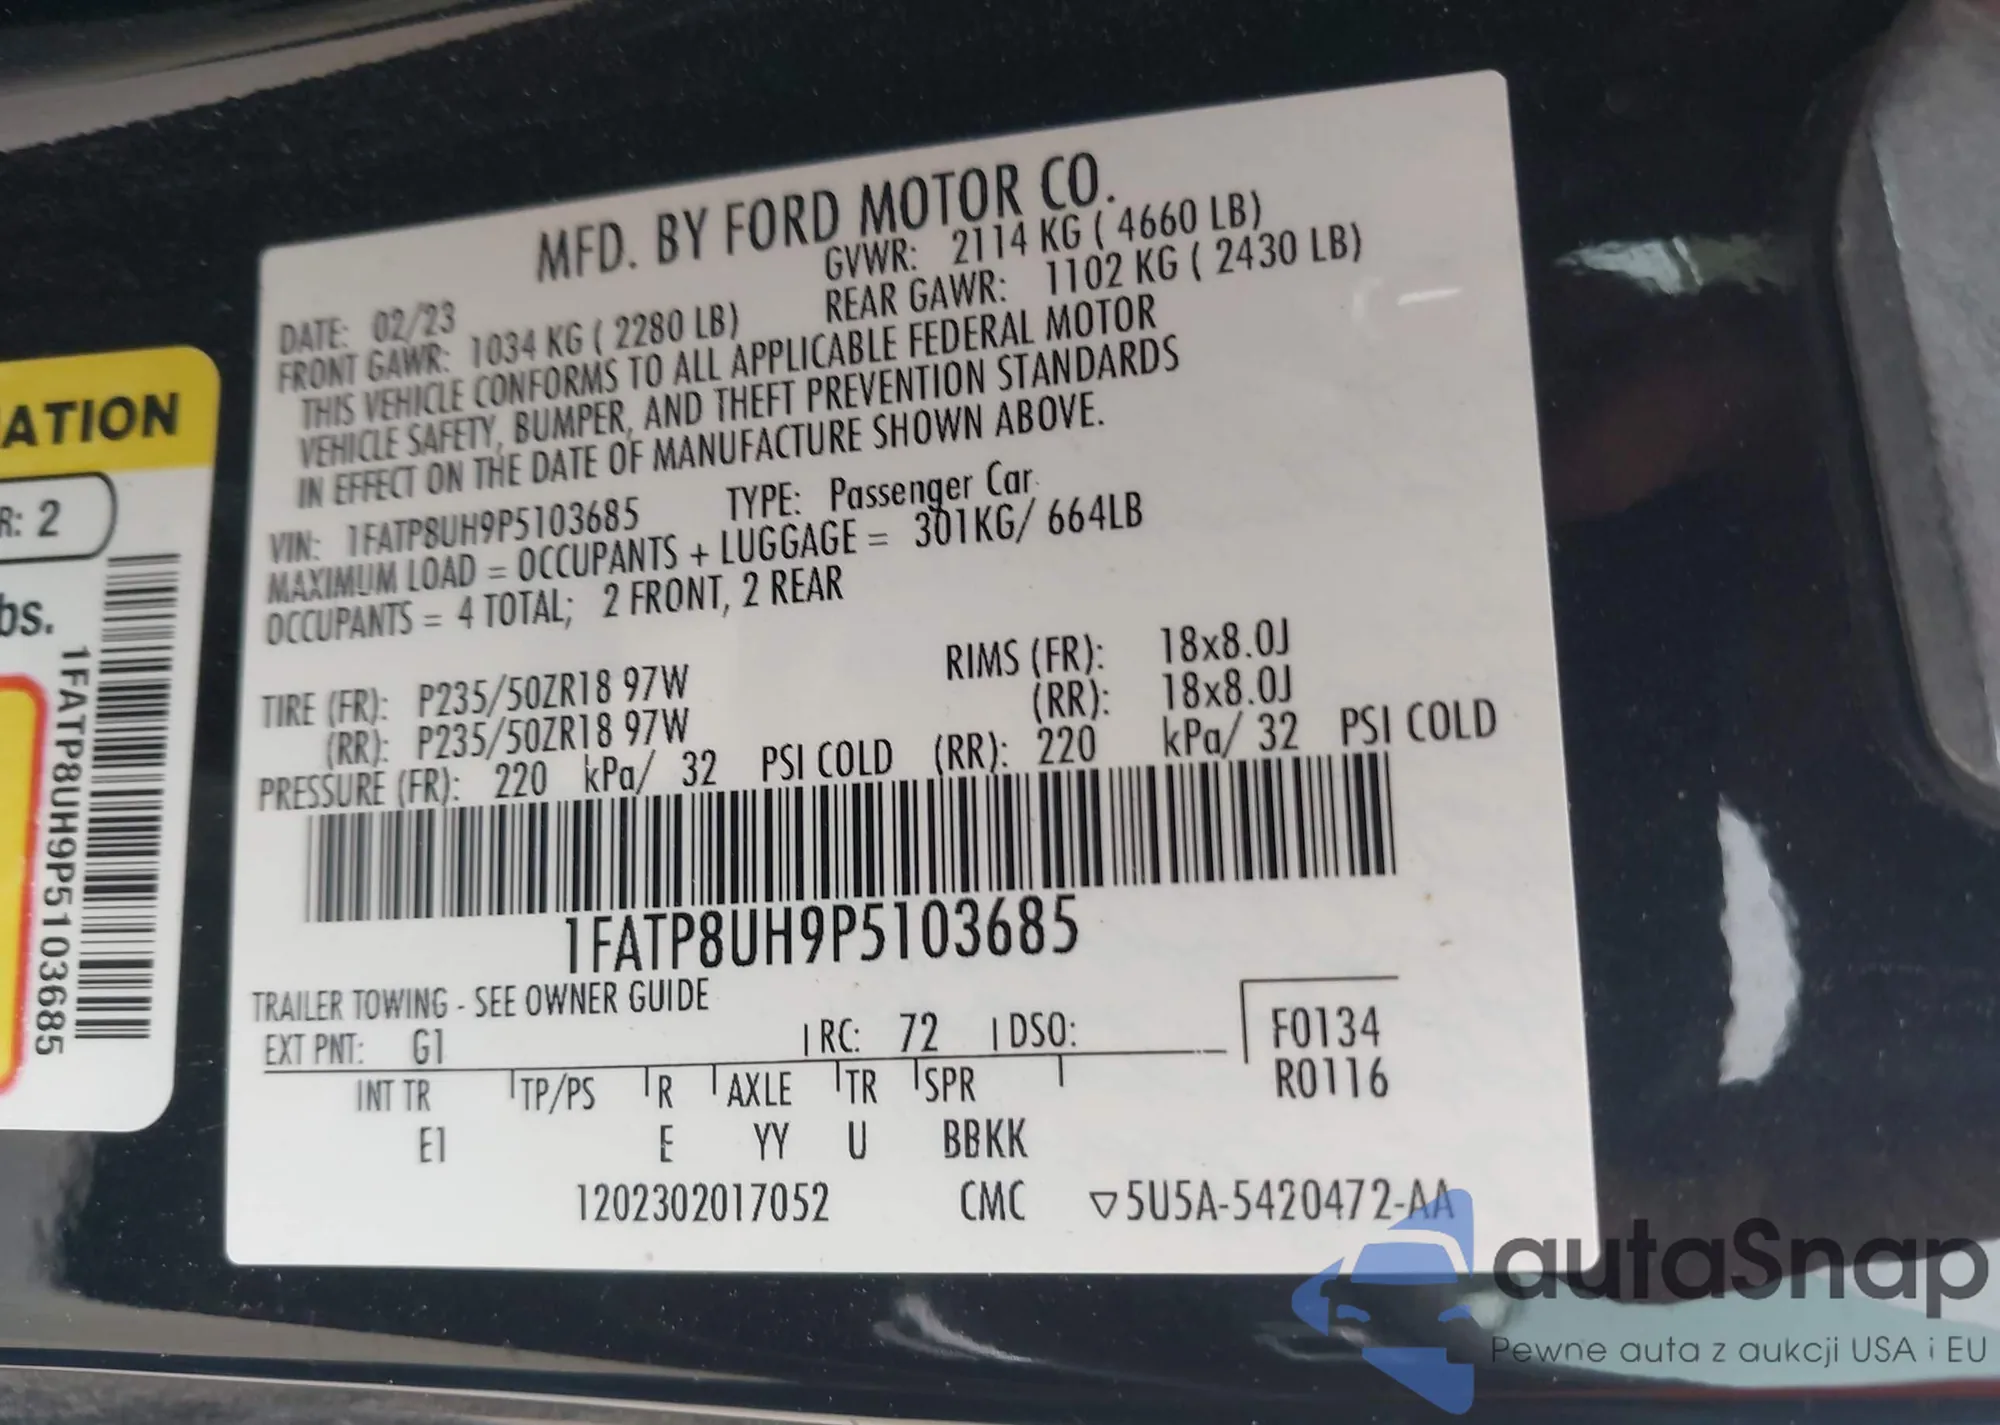 MFD. BY FORD MOTOR CO.
DATE: 02/23 GVWR: 2114 KG ( 4660 LB)
FRONT GAWR: 1034 KG ( 2280 LB) REAR GAWR: 1102 KG ( 2430 LB)
THIS VEHICLE CONFORMS TO ALL APPLICABLE FEDERAL MOTOR
VEHICLE SAFETY, BUMPER, AND THEFT PREVENTION STANDARDS
IN EFFECT ON THE DATE OF MANUFACTURE SHOWN ABOVE.
VIN: 1FATP8UH9P5103685 TYPE: Passenger Car
MAXIMUM LOAD = OCCUPANTS + LUGGAGE = 301KG/ 664LB
OCCUPANTS = 4 TOTAL; 2 FRONT, 2 REAR
TIRE (FR): P235/50ZR18 97W RIMS (FR): 18x8.0J
(RR): P235/50ZR18 97W (RR): 18x8.0J
PRESSURE (FR): 220 kPa/ 32 PSI COLD (RR): 220 kPa/ 32 PSI COLD
1FATP8UH9P5103685
TRAILER TOWING - SEE OWNER GUIDE
EXT PNT: G1 RC: 72 DSO: F0134
R0116
INT TR TP/PS R AXLE TR SPR
E1 E YY U BBKK
1202302017052 CMC ▽5U5A-5420472-AA
ATION
R: 2
bs.
1FATP8UH9P5103685
autaSnap
Pewne auta z aukcji USA i EU